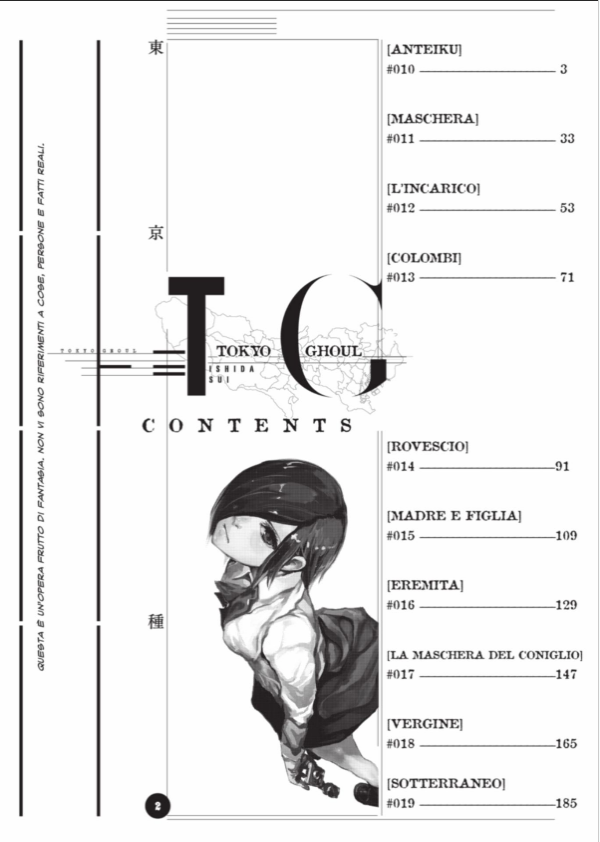 東
京
種
QUESTA È UN'OPERA FRUTTO DI FANTASIA. NON VI SONO RIFERIMENTI A COSE, PERSONE E FATTI REALI.
TOKYO GHOUL
T G
TOKYO GHOUL
ISHIDA
SUI
CONTENTS
[ANTEIKU]
#010 3
[MASCHERA]
#011 33
[L'INCARICO]
#012 53
[COLOMBI]
#013 71
[ROVESCIO]
#014 91
[MADRE E FIGLIA]
#015 109
[EREMITA]
#016 129
[LA MASCHERA DEL CONIGLIO]
#017 147
[VERGINE]
#018 165
[SOTTERRANEO]
#019 185
2